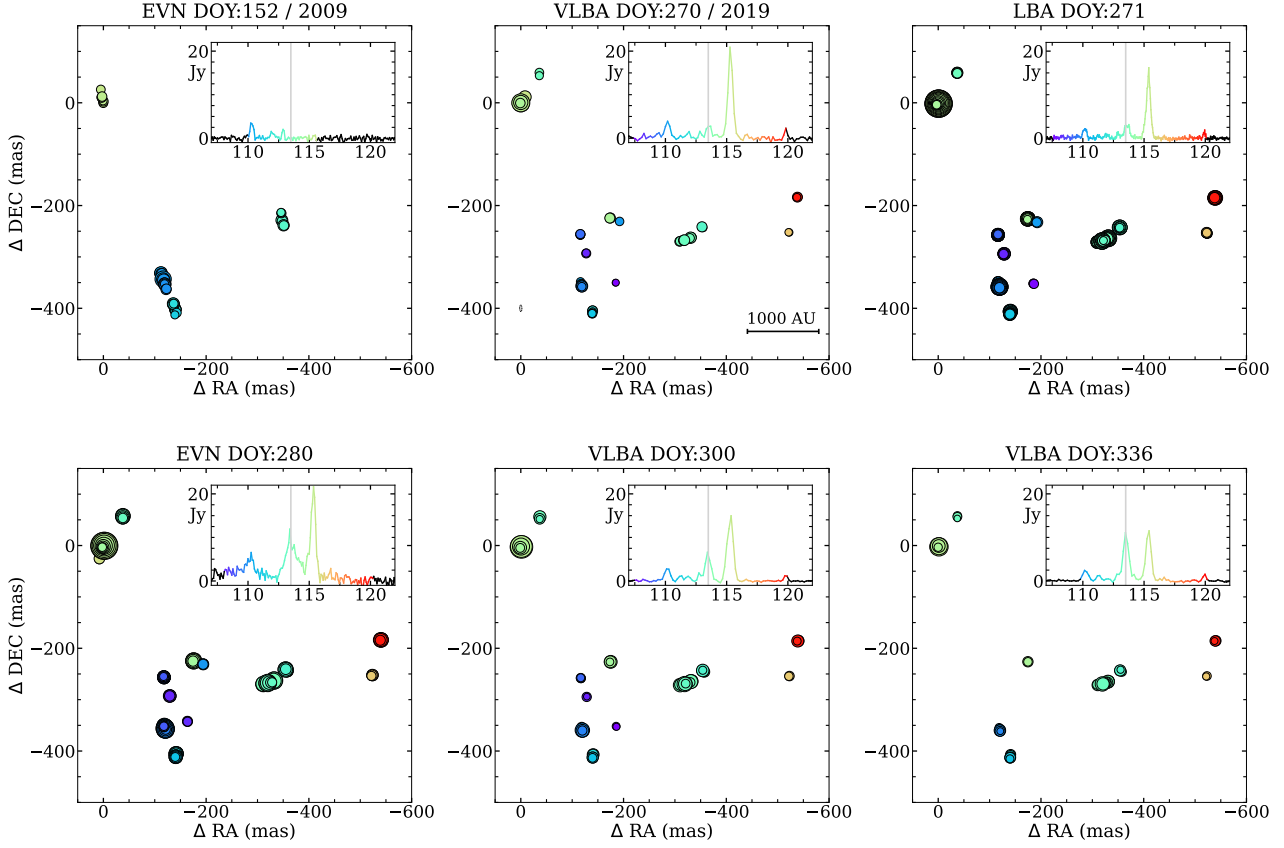 EVN DOY:152 / 2009
VLBA DOY:270 / 2019
LBA DOY:271
20
Jy
0
110
115
120
20
Jy
0
110
115
120
20
Jy
0
110
115
120
0
−200
−400
Δ DEC (mas)
1000 AU
0
−200
−400
−600
0
−200
−400
−600
0
−200
−400
−600
Δ RA (mas)
Δ RA (mas)
Δ RA (mas)
EVN DOY:280
VLBA DOY:300
VLBA DOY:336
20
Jy
0
110
115
120
20
Jy
0
110
115
120
20
Jy
0
110
115
120
0
−200
−400
Δ DEC (mas)
0
−200
−400
−600
0
−200
−400
−600
0
−200
−400
−600
Δ RA (mas)
Δ RA (mas)
Δ RA (mas)